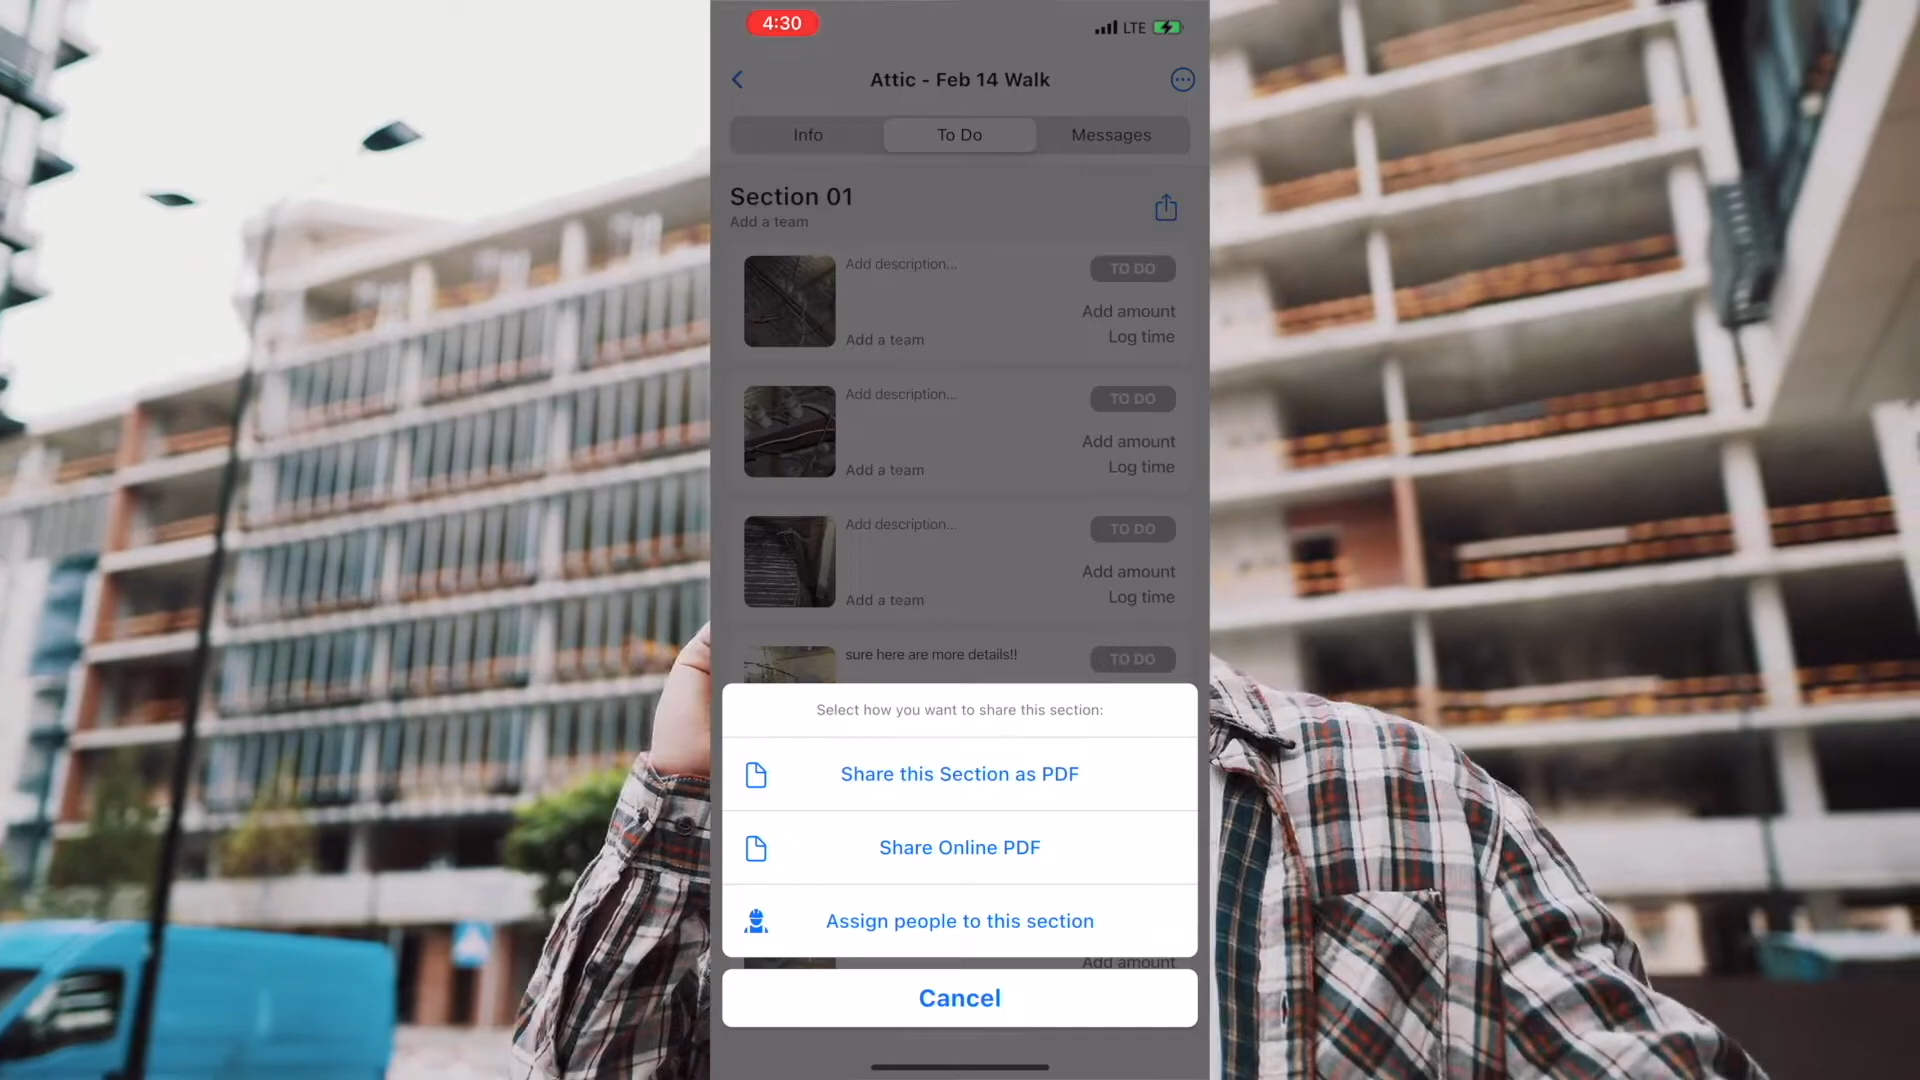 4:30
LTE
Attic - Feb 14 Walk
Info
To Do
Messages
Section 01
Add a team
Add description...
TO DO
Add amount
Log time
Add a team
Add description...
TO DO
Add amount
Log time
Add a team
Add description...
TO DO
Add amount
Log time
Add a team
sure here are more details!!
TO DO
Select how you want to share this section:
Share this Section as PDF
Share Online PDF
Assign people to this section
Add amount
Cancel